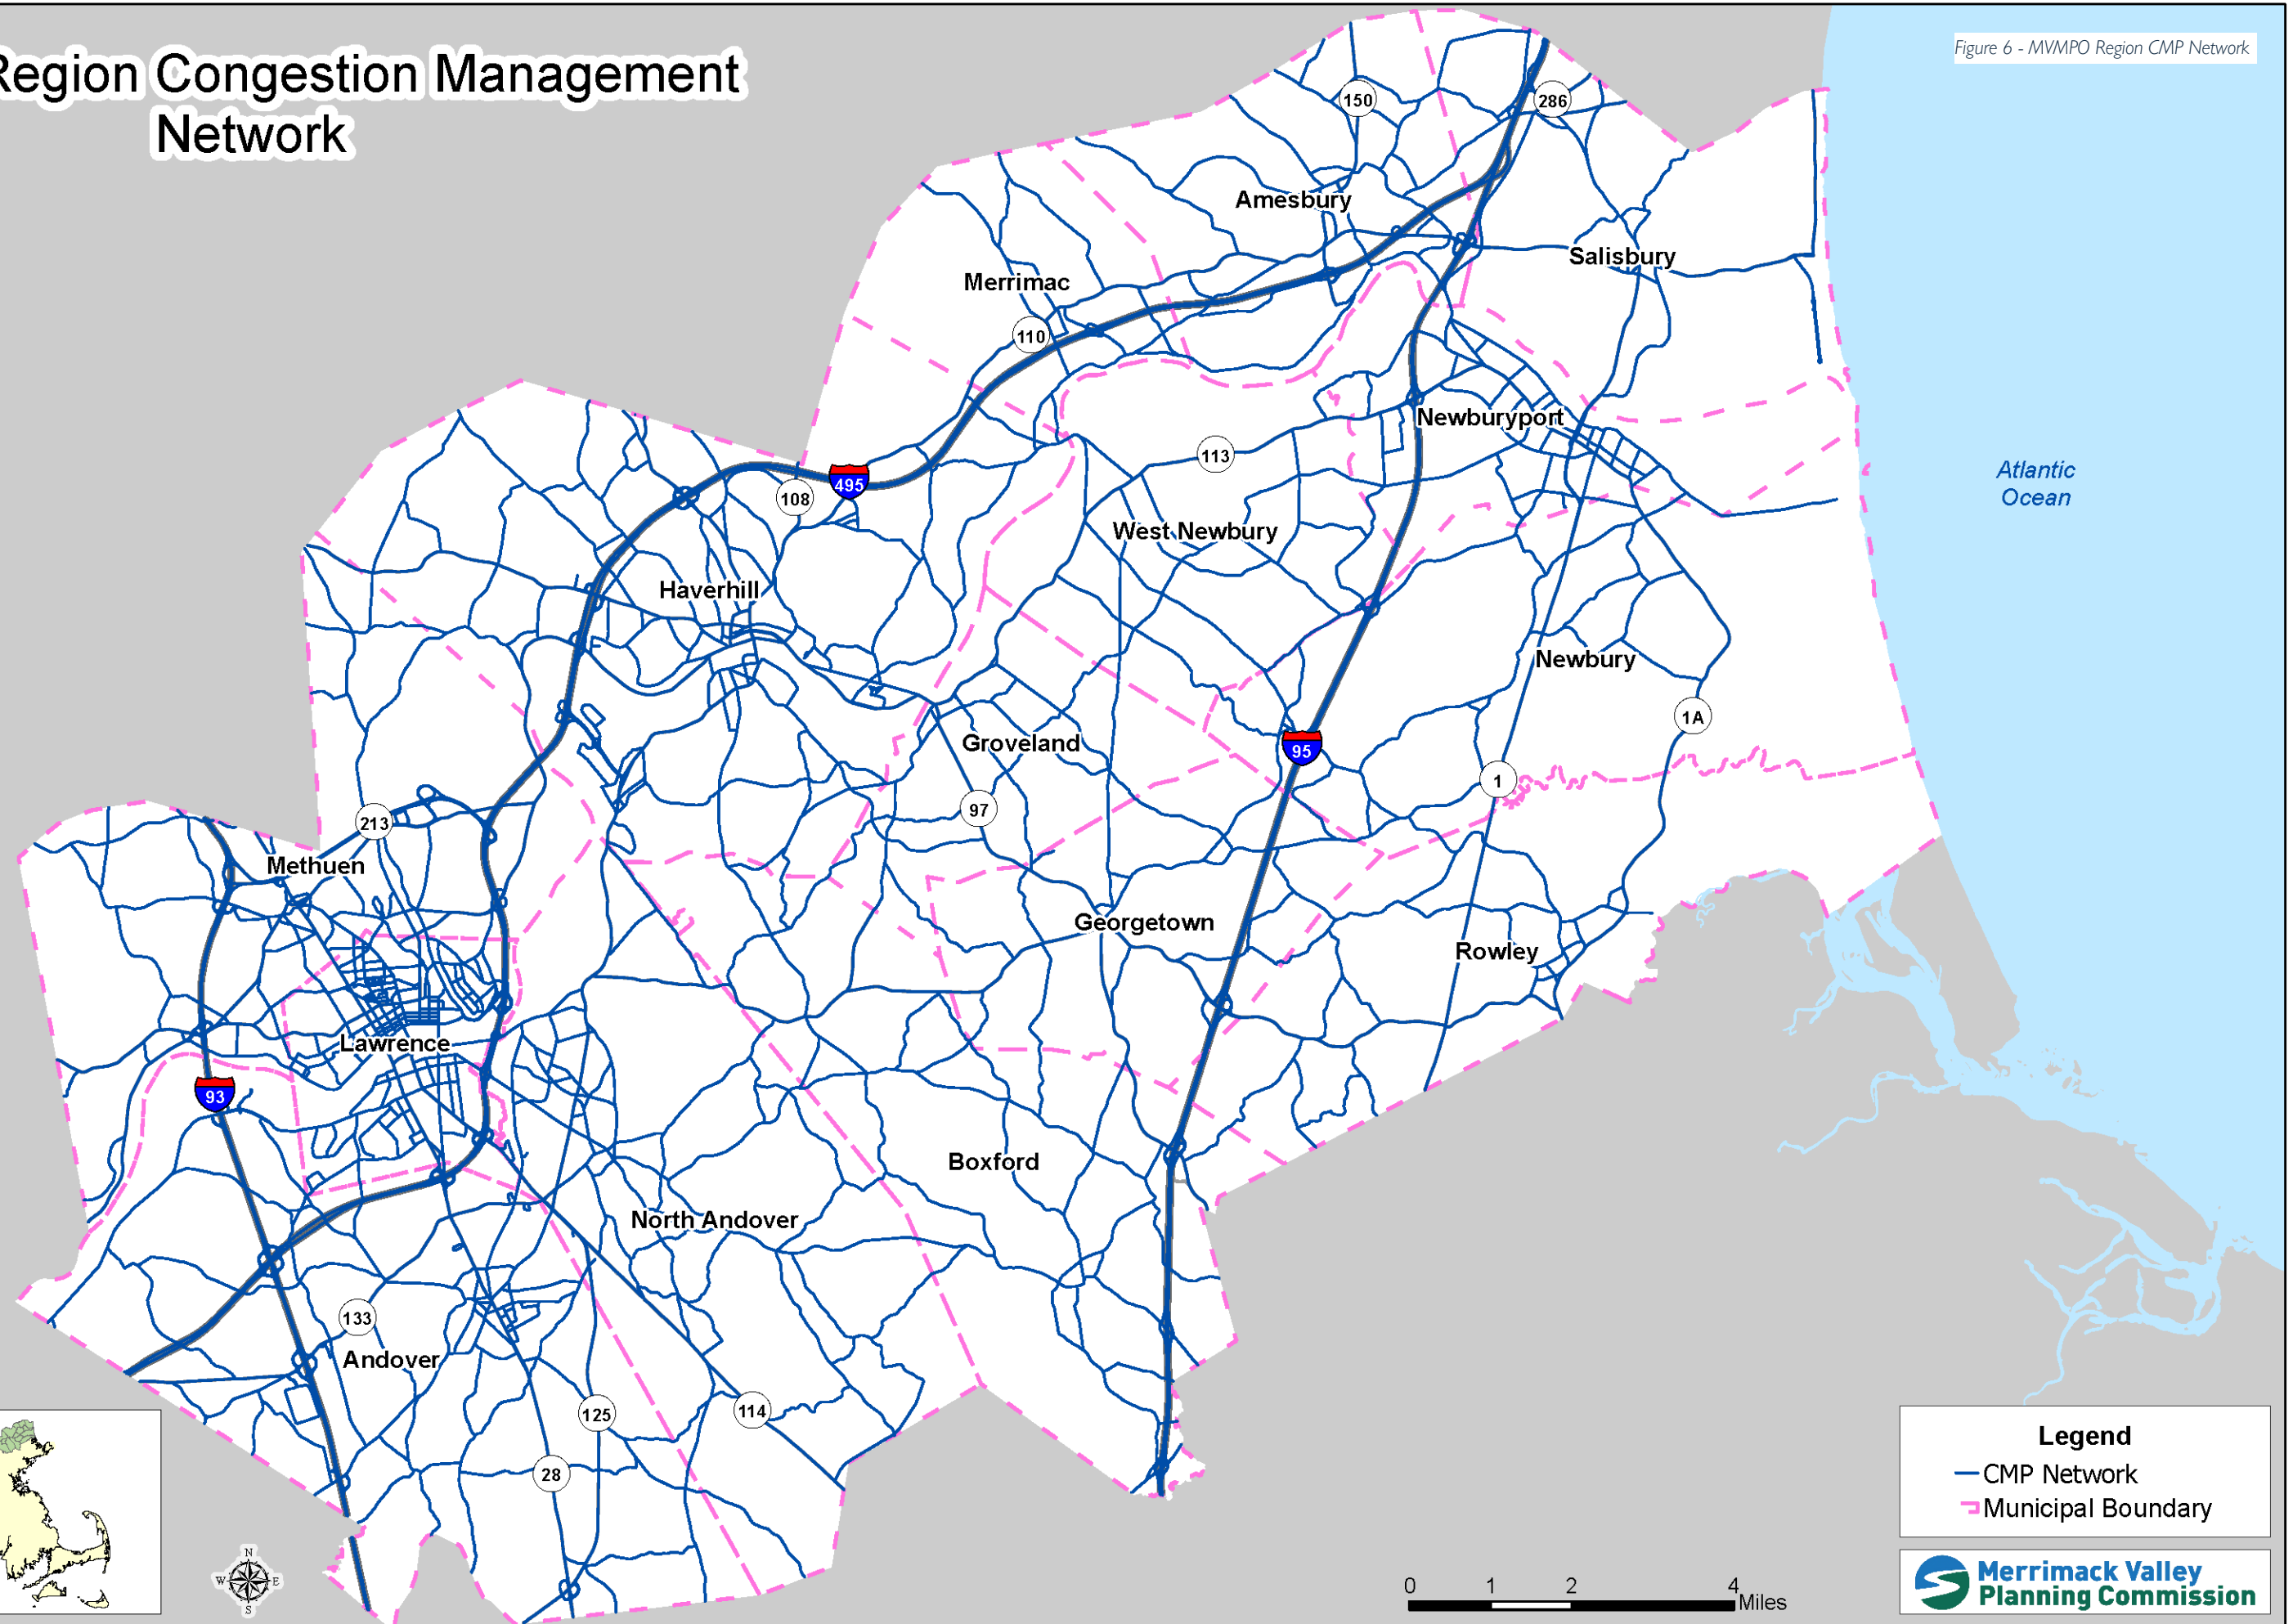 Region Congestion Management
Network
Figure 6 - MVMPO Region CMP Network
150
286
Amesbury
Salisbury
Merrimac
110
Newburyport
113
495
108
Atlantic
Ocean
West Newbury
Haverhill
Newbury
1A
Groveland
95
1
97
213
Methuen
Georgetown
Rowley
Lawrence
93
Boxford
North Andover
133
Andover
125
114
28
Legend
CMP Network
Municipal Boundary
N
W
E
S
0
1
2
4
Miles
Merrimack Valley
Planning Commission